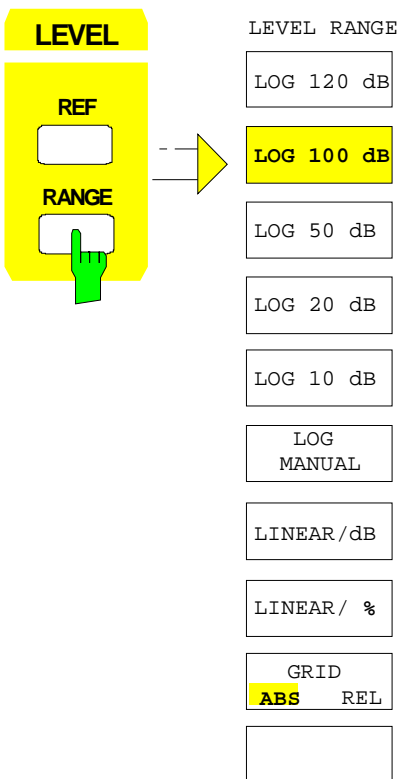 LEVEL
REF
RANGE
LEVEL RANGE
LOG 120 dB
LOG 100 dB
LOG 50 dB
LOG 20 dB
LOG 10 dB
LOG
MANUAL
LINEAR/dB
LINEAR/ %
GRID
ABS REL